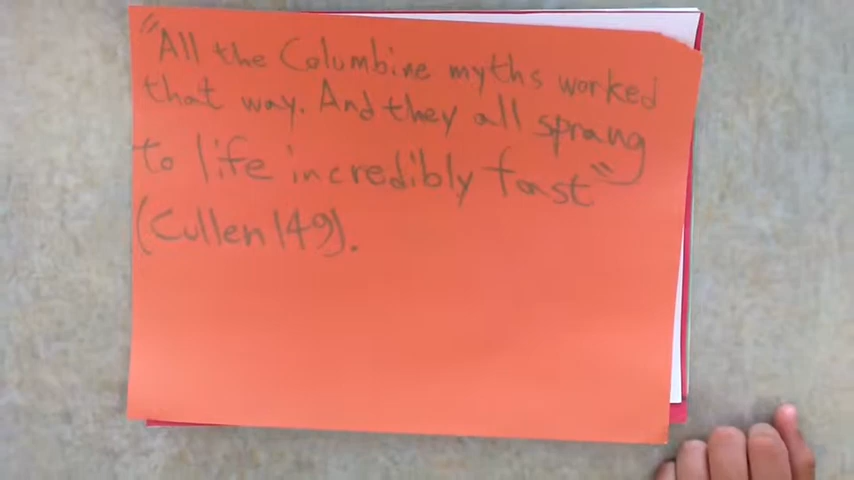 "All the Columbine myths worked
that way. And they all sprang
to life incredibly fast"
(Cullen 149).